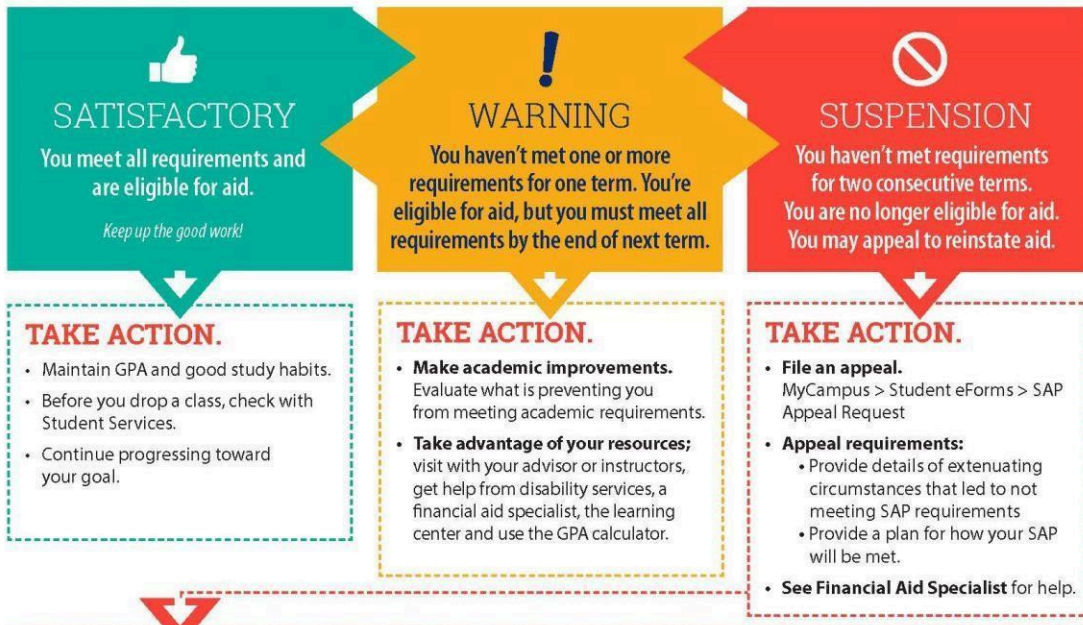 SATISFACTORY
You meet all requirements and
are eligible for aid.
Keep up the good work!
TAKE ACTION.
• Maintain GPA and good study habits.
• Before you drop a class, check with
Student Services.
• Continue progressing toward
your goal.
WARNING
You haven't met one or more
requirements for one term. You're
eligible for aid, but you must meet all
requirements by the end of next term.
TAKE ACTION.
• Make academic improvements.
Evaluate what is preventing you
from meeting academic requirements.
• Take advantage of your resources;
visit with your advisor or instructors,
get help from disability services, a
financial aid specialist, the learning
center and use the GPA calculator.
SUSPENSION
You haven't met requirements
for two consecutive terms.
You are no longer eligible for aid.
You may appeal to reinstate aid.
TAKE ACTION.
• File an appeal.
MyCampus > Student eForms > SAP
Appeal Request
• Appeal requirements:
• Provide details of extenuating
circumstances that led to not
meeting SAP requirements
• Provide a plan for how your SAP
will be met.
• See Financial Aid Specialist for help.